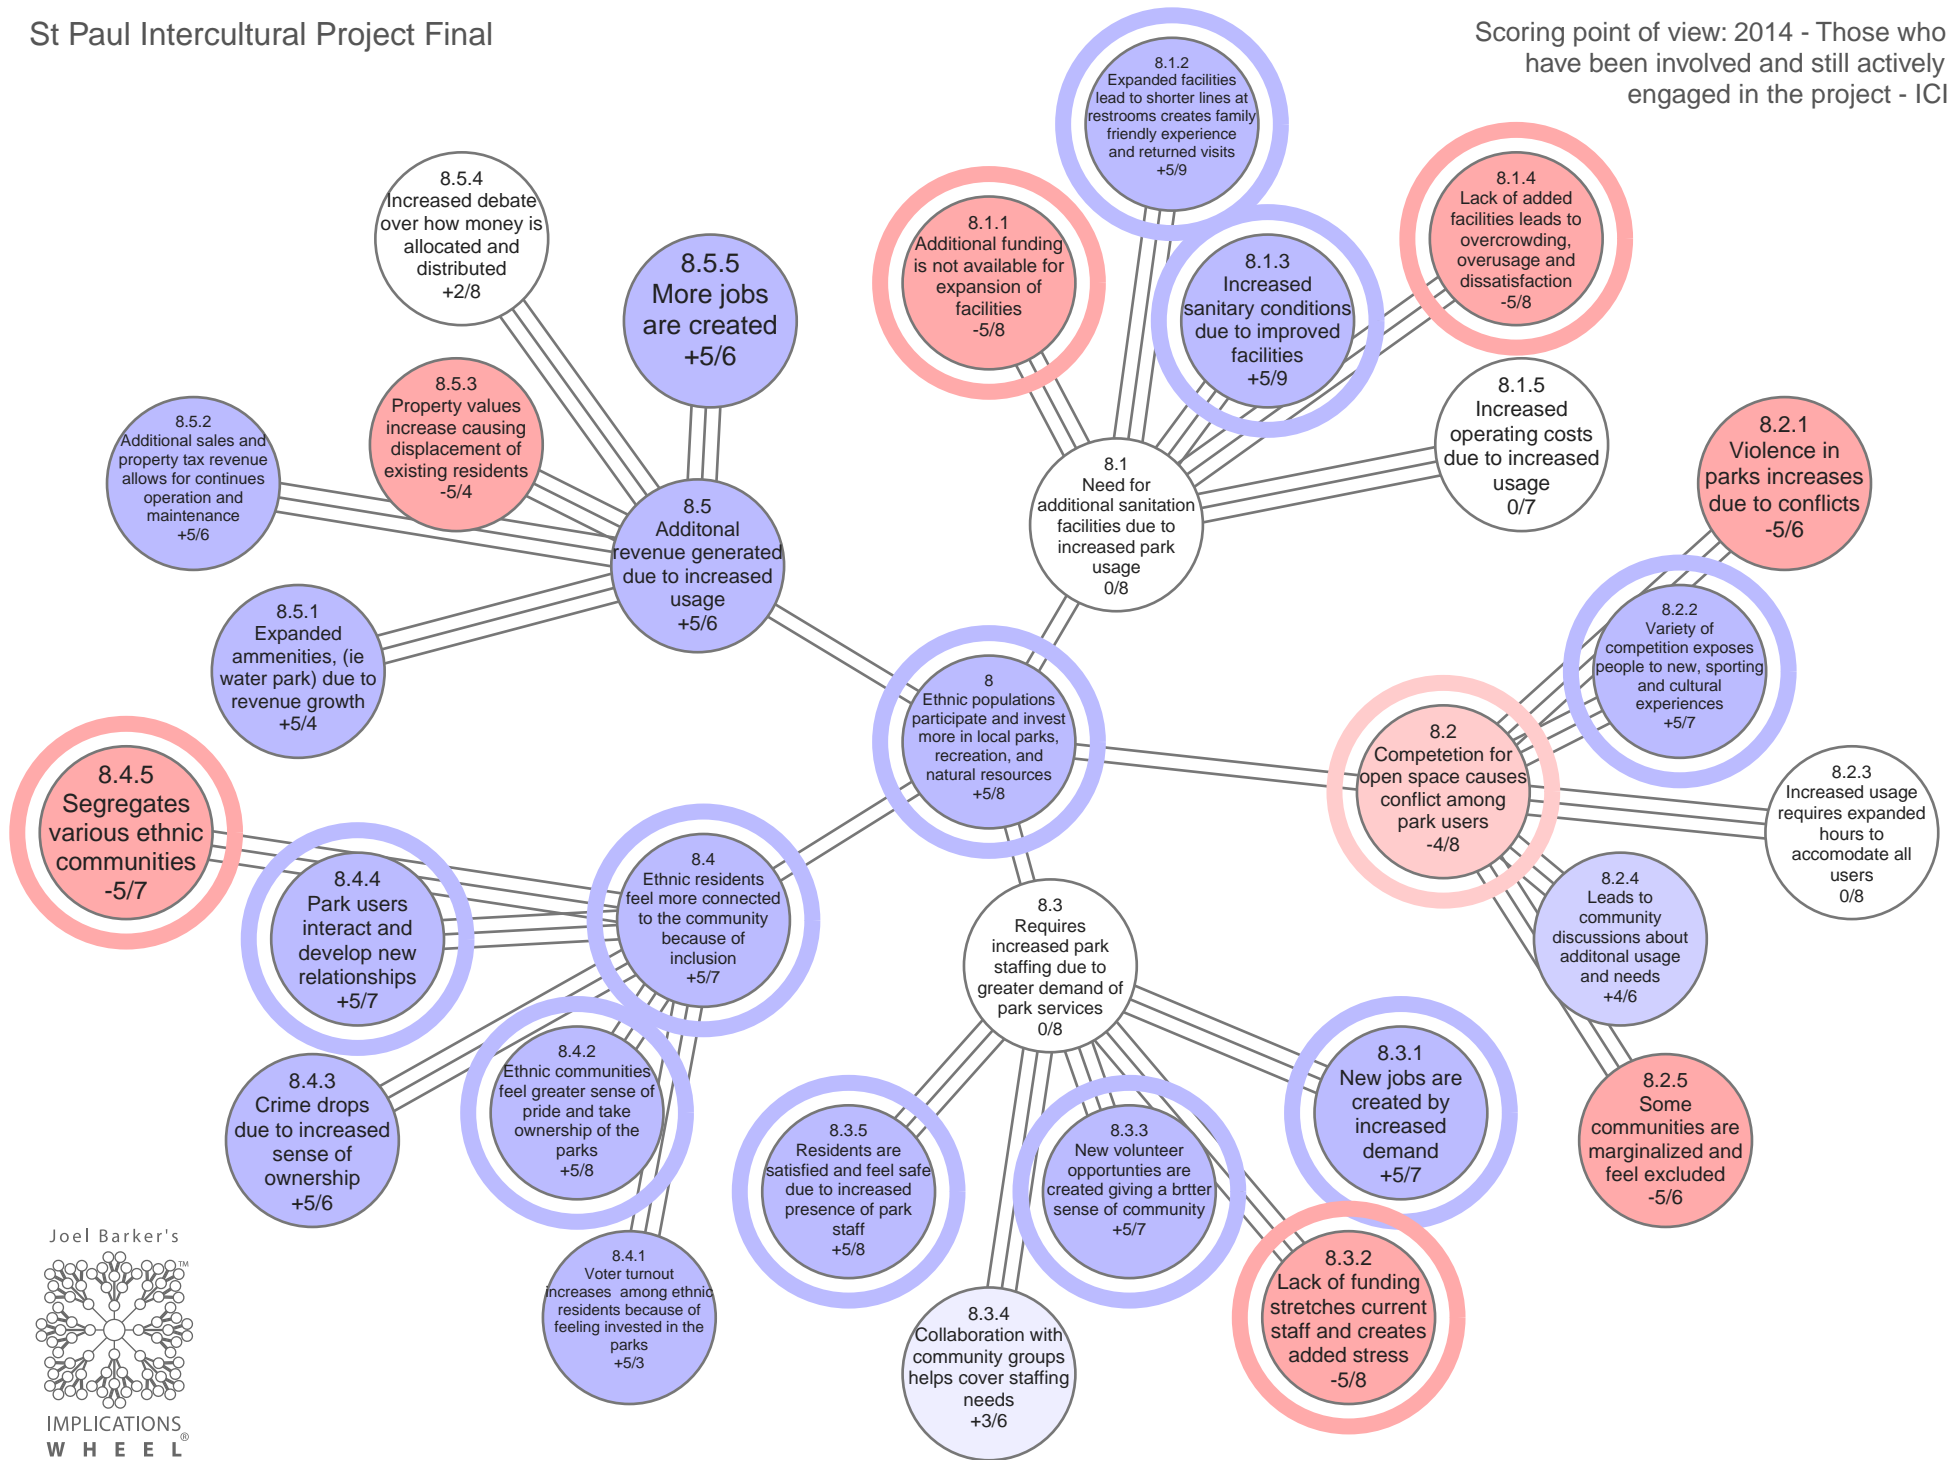 St Paul Intercultural Project Final
Scoring point of view: 2014 - Those who
have been involved and still actively
engaged in the project - ICI
8.1.2
Expanded facilities
lead to shorter lines at
restrooms creates family
friendly experience
and returned visits
+5/9
8.5.4
Increased debate
over how money is
allocated and
distributed
+2/8
8.1.4
Lack of added
facilities leads to
overcrowding,
overusage and
dissatisfaction
-5/8
8.1.1
Additional funding
is not available for
expansion of
facilities
-5/8
8.5.5
More jobs
are created
+5/6
8.1.3
Increased
sanitary conditions
due to improved
facilities
+5/9
8.5.3
Property values
increase causing
displacement of
existing residents
-5/4
8.1.5
Increased
operating costs
due to increased
usage
0/7
8.5.2
Additional sales and
property tax revenue
allows for continues
operation and
maintenance
+5/6
8.2.1
Violence in
parks increases
due to conflicts
-5/6
8.1
Need for
additional sanitation
facilities due to
increased park
usage
0/8
8.5
Additonal
revenue generated
due to increased
usage
+5/6
8.5.1
Expanded
ammenities, (ie
water park) due to
revenue growth
+5/4
8.2.2
Variety of
competition exposes
people to new, sporting
and cultural
experiences
+5/7
8
Ethnic populations
participate and invest
more in local parks,
recreation, and
natural resources
+5/8
8.2
Competetion for
open space causes
conflict among
park users
-4/8
8.4.5
Segregates
various ethnic
communities
-5/7
8.2.3
Increased usage
requires expanded
hours to
accomodate all
users
0/8
8.4
Ethnic residents
feel more connected
to the community
because of
inclusion
+5/7
8.4.4
Park users
interact and
develop new
relationships
+5/7
8.2.4
Leads to
community
discussions about
additonal usage
and needs
+4/6
8.3
Requires
increased park
staffing due to
greater demand of
park services
0/8
8.4.2
Ethnic communities
feel greater sense of
pride and take
ownership of the
parks
+5/8
8.3.1
New jobs are
created by
increased
demand
+5/7
8.4.3
Crime drops
due to increased
sense of
ownership
+5/6
8.2.5
Some
communities are
marginalized and
feel excluded
-5/6
8.3.5
Residents are
satisfied and feel safe
due to increased
presence of park
staff
+5/8
8.3.3
New volunteer
opportunties are
created giving a brtter
sense of community
+5/7
8.4.1
Voter turnout
increases among ethnic
residents because of
feeling invested in the
parks
+5/3
8.3.2
Lack of funding
stretches current
staff and creates
added stress
-5/8
8.3.4
Collaboration with
community groups
helps cover staffing
needs
+3/6
Joel Barker's
TM
IMPLICATIONS
WHEEL®